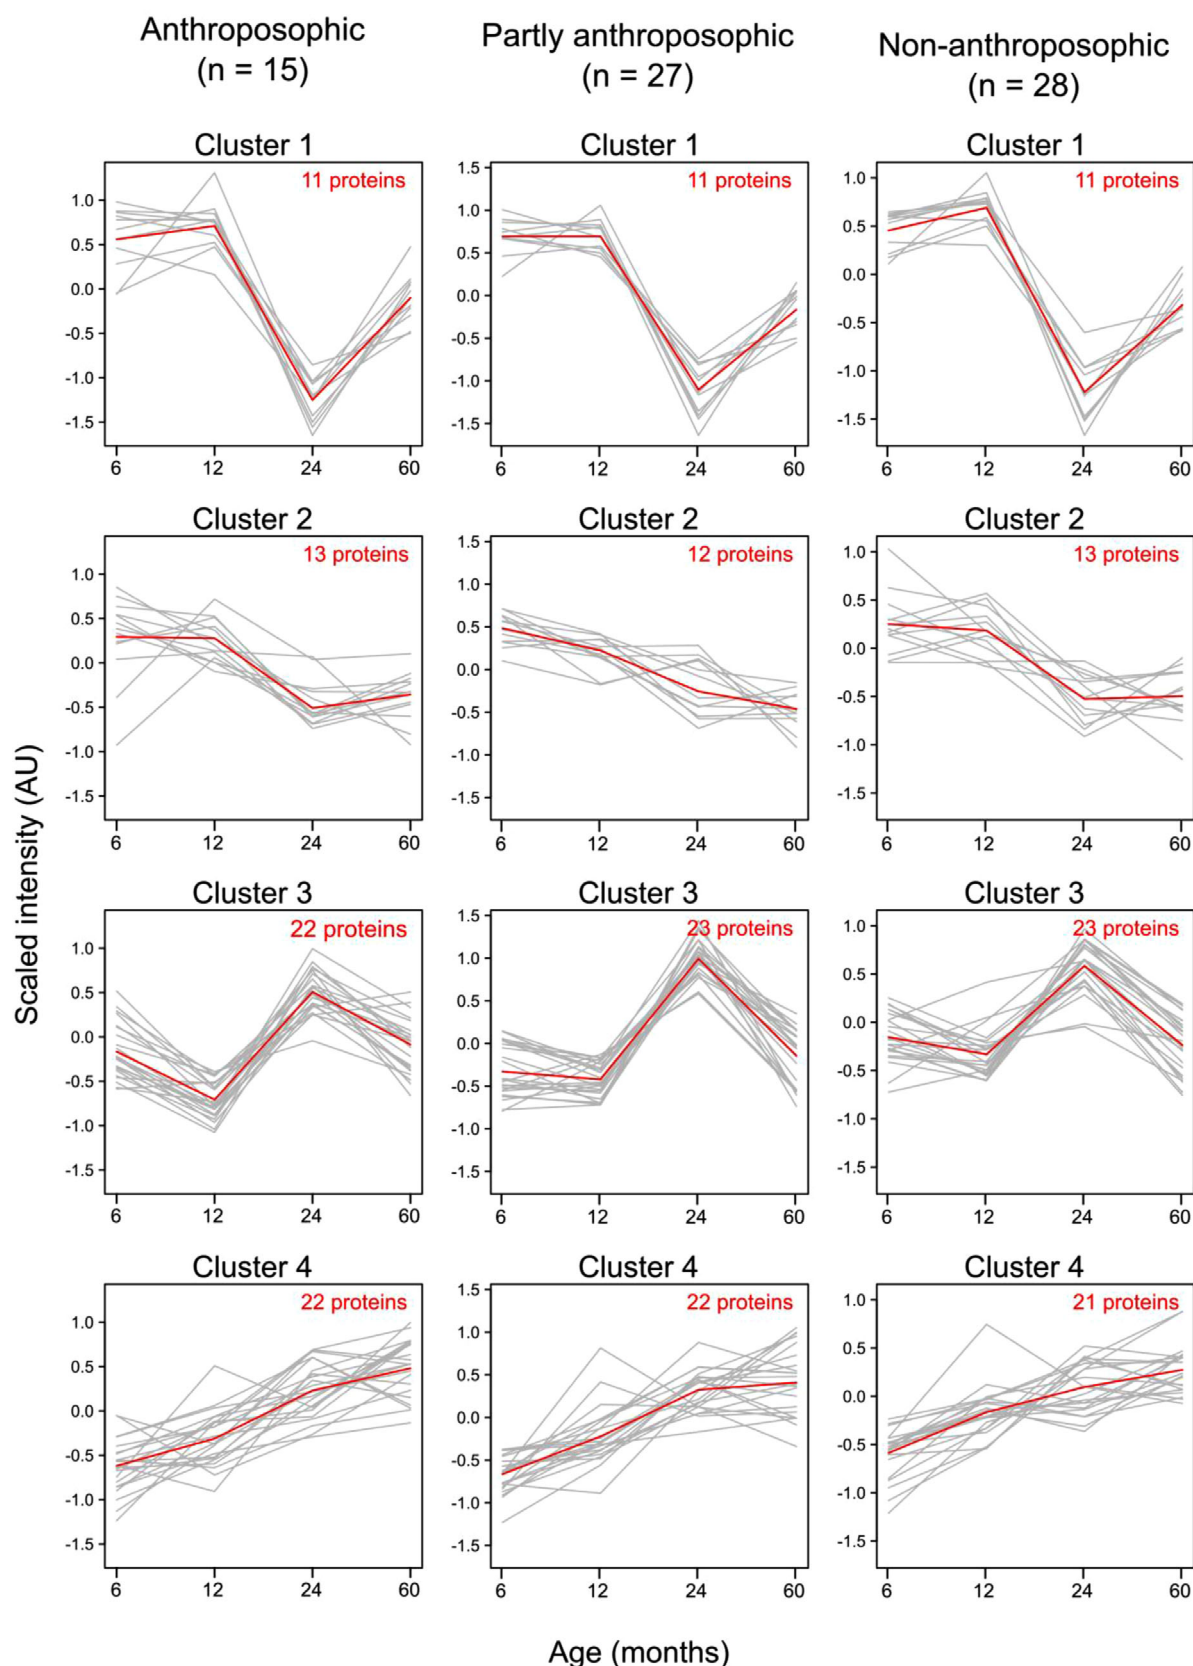 Anthroposophic
(n = 15)
Partly anthroposophic
(n = 27)
Non-anthroposophic
(n = 28)
Scaled intensity (AU)
Cluster 1
11 proteins
1.0
0.5
0.0
-0.5
-1.0
-1.5
6 12 24 60
Cluster 1
11 proteins
1.5
1.0
0.5
0.0
-0.5
-1.0
-1.5
6 12 24 60
Cluster 1
11 proteins
1.0
0.5
0.0
-0.5
-1.0
-1.5
6 12 24 60
Cluster 2
13 proteins
1.0
0.5
0.0
-0.5
-1.0
-1.5
6 12 24 60
Cluster 2
12 proteins
1.5
1.0
0.5
0.0
-0.5
-1.0
-1.5
6 12 24 60
Cluster 2
13 proteins
1.0
0.5
0.0
-0.5
-1.0
-1.5
6 12 24 60
Cluster 3
22 proteins
1.0
0.5
0.0
-0.5
-1.0
-1.5
6 12 24 60
Cluster 3
23 proteins
1.5
1.0
0.5
0.0
-0.5
-1.0
-1.5
6 12 24 60
Cluster 3
23 proteins
1.0
0.5
0.0
-0.5
-1.0
-1.5
6 12 24 60
Cluster 4
22 proteins
1.0
0.5
0.0
-0.5
-1.0
-1.5
6 12 24 60
Cluster 4
22 proteins
1.5
1.0
0.5
0.0
-0.5
-1.0
-1.5
6 12 24 60
Cluster 4
21 proteins
1.0
0.5
0.0
-0.5
-1.0
-1.5
6 12 24 60
Age (months)